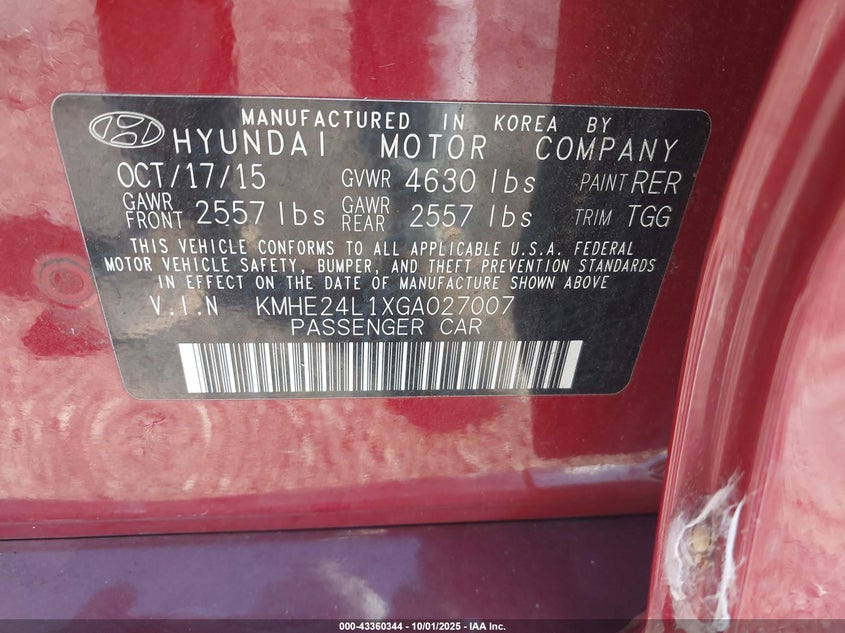 MANUFACTURED IN KOREA BY
HYUNDAI MOTOR COMPANY
OCT/17/15 GVWR 4630 lbs PAINT RER
GAWR FRONT 2557 lbs GAWR REAR 2557 lbs TRIM TGG
THIS VEHICLE CONFORMS TO ALL APPLICABLE U.S.A. FEDERAL
MOTOR VEHICLE SAFETY, BUMPER, AND THEFT PREVENTION STANDARDS
IN EFFECT ON THE DATE OF MANUFACTURE SHOWN ABOVE
V.I.N KMHE24L1XGA027007
PASSENGER CAR
000-43360344 - 10/01/2025 - IAA Inc.